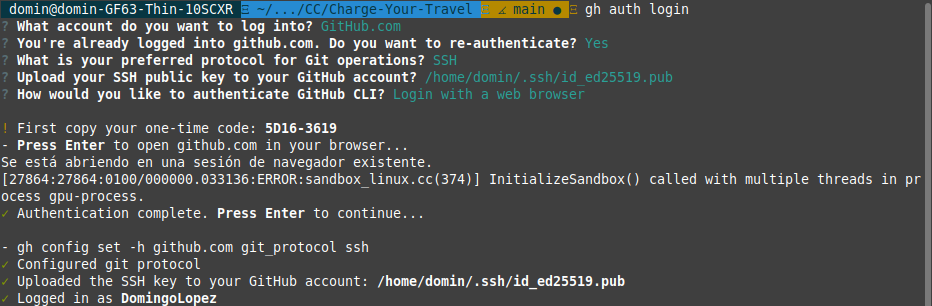 domin@domin-GF63-Thin-10SCXR ~/.../CC/Charge-Your-Travel main ● gh auth login
? What account do you want to log into? GitHub.com
? You're already logged into github.com. Do you want to re-authenticate? Yes
? What is your preferred protocol for Git operations? SSH
? Upload your SSH public key to your GitHub account? /home/domin/.ssh/id_ed25519.pub
? How would you like to authenticate GitHub CLI? Login with a web browser
! First copy your one-time code: 5D16-3619
- Press Enter to open github.com in your browser...
Se está abriendo en una sesión de navegador existente.
[27864:27864:0100/000000.033136:ERROR:sandbox_linux.cc(374)] InitializeSandbox() called with multiple threads in pr
ocess gpu-process.
✓ Authentication complete. Press Enter to continue...
- gh config set -h github.com git_protocol ssh
✓ Configured git protocol
✓ Uploaded the SSH key to your GitHub account: /home/domin/.ssh/id_ed25519.pub
✓ Logged in as DomingoLopez